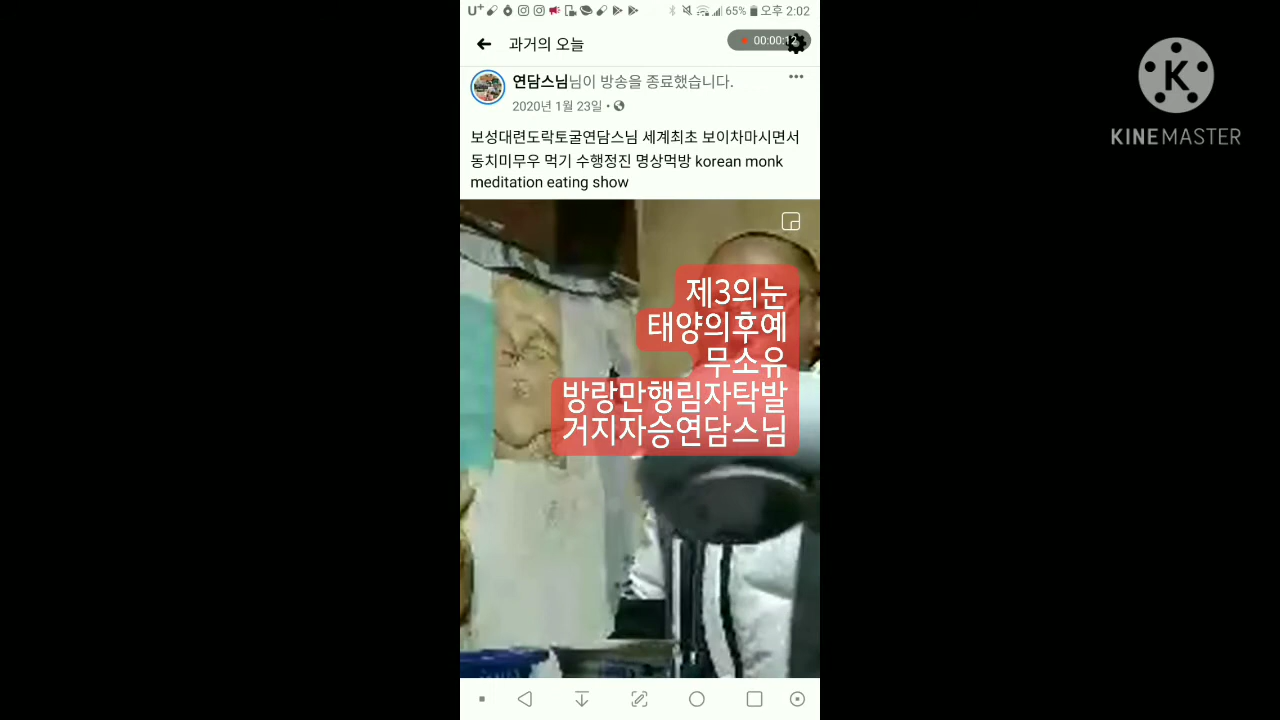 U+ 65% 오후 2:02
과거의 오늘
00:00:12
연담스님님이 방송을 종료했습니다.
2020년 1월 23일
보성대련도락토굴연담스님 세계최초 보이차마시면서
동치미무우 먹기 수행정진 명상먹방 korean monk
meditation eating show
제3의눈
태양의후예
무소유
방랑만행림자탁발
거지자승연담스님
K
KINEMASTER